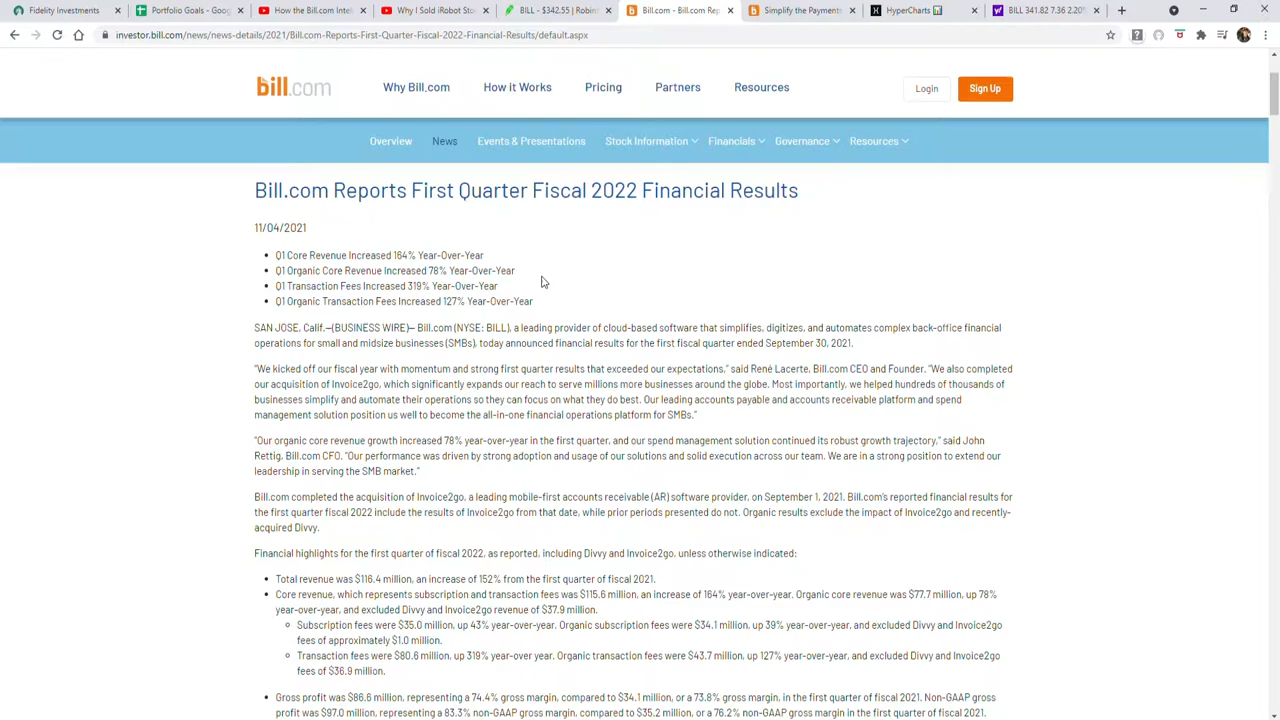 Fidelity Investments
Portfolio Goals - Goog
How the Bill.com Intel
Why I Sold iRobot Stoc
BILL - $342.55 | Robin
Bill.com - Bill.com Rep
Simplify the Payments
HyperCharts
BILL 341.82 7.36 2.20%
investor.bill.com/news/news-details/2021/Bill.com-Reports-First-Quarter-Fiscal-2022-Financial-Results/default.aspx
bill.com
Why Bill.com
How it Works
Pricing
Partners
Resources
Login
Sign Up
Overview
News
Events & Presentations
Stock Information
Financials
Governance
Resources
Bill.com Reports First Quarter Fiscal 2022 Financial Results
11/04/2021
• Q1 Core Revenue Increased 164% Year-Over-Year
• Q1 Organic Core Revenue Increased 78% Year-Over-Year
• Q1 Transaction Fees Increased 319% Year-Over-Year
• Q1 Organic Transaction Fees Increased 127% Year-Over-Year
SAN JOSE, Calif.--(BUSINESS WIRE)-- Bill.com (NYSE: BILL), a leading provider of cloud-based software that simplifies, digitizes, and automates complex back-office financial
operations for small and midsize businesses (SMBs), today announced financial results for the first fiscal quarter ended September 30, 2021.
“We kicked off our fiscal year with momentum and strong first quarter results that exceeded our expectations,” said René Lacerte, Bill.com CEO and Founder. “We also completed
our acquisition of Invoice2go, which significantly expands our reach to serve millions more businesses around the globe. Most importantly, we helped hundreds of thousands of
businesses simplify and automate their operations so they can focus on what they do best. Our leading accounts payable and accounts receivable platform and spend
management solution position us well to become the all-in-one financial operations platform for SMBs.”
“Our organic core revenue growth increased 78% year-over-year in the first quarter, and our spend management solution continued its robust growth trajectory,” said John
Rettig, Bill.com CFO. “Our performance was driven by strong adoption and usage of our solutions and solid execution across our team. We are in a strong position to extend our
leadership in serving the SMB market.”
Bill.com completed the acquisition of Invoice2go, a leading mobile-first accounts receivable (AR) software provider, on September 1, 2021. Bill.com’s reported financial results for
the first quarter fiscal 2022 include the results of Invoice2go from that date, while prior periods presented do not. Organic results exclude the impact of Invoice2go and recently-
acquired Divvy.
Financial highlights for the first quarter of fiscal 2022, as reported, including Divvy and Invoice2go, unless otherwise indicated:
• Total revenue was $116.4 million, an increase of 152% from the first quarter of fiscal 2021.
• Core revenue, which represents subscription and transaction fees was $115.6 million, an increase of 164% year-over-year. Organic core revenue was $77.7 million, up 78%
year-over-year, and excluded Divvy and Invoice2go revenue of $37.9 million.
Subscription fees were $35.0 million, up 43% year-over-year. Organic subscription fees were $34.1 million, up 39% year-over-year, and excluded Divvy and Invoice2go
fees of approximately $1.0 million.
Transaction fees were $80.6 million, up 319% year-over year. Organic transaction fees were $43.7 million, up 127% year-over-year, and excluded Divvy and Invoice2go
fees of $36.9 million.
• Gross profit was $86.6 million, representing a 74.4% gross margin, compared to $34.1 million, or a 73.8% gross margin, in the first quarter of fiscal 2021. Non-GAAP gross
profit was $97.0 million, representing a 83.3% non-GAAP gross margin, compared to $35.2 million, or a 76.2% non-GAAP gross margin in the first quarter of fiscal 2021.